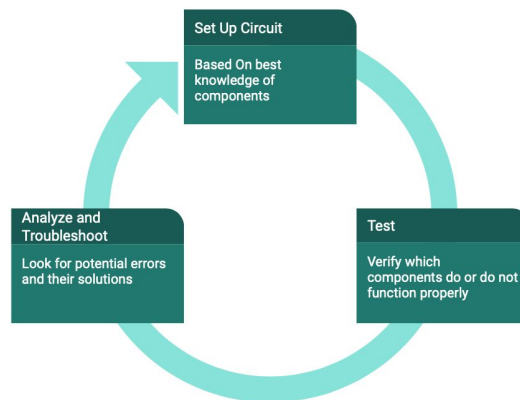 Set Up Circuit
Based On best
knowledge of
components
Analyze and
Troubleshoot
Look for potential errors
and their solutions
Test
Verify which
components do or do not
function properly